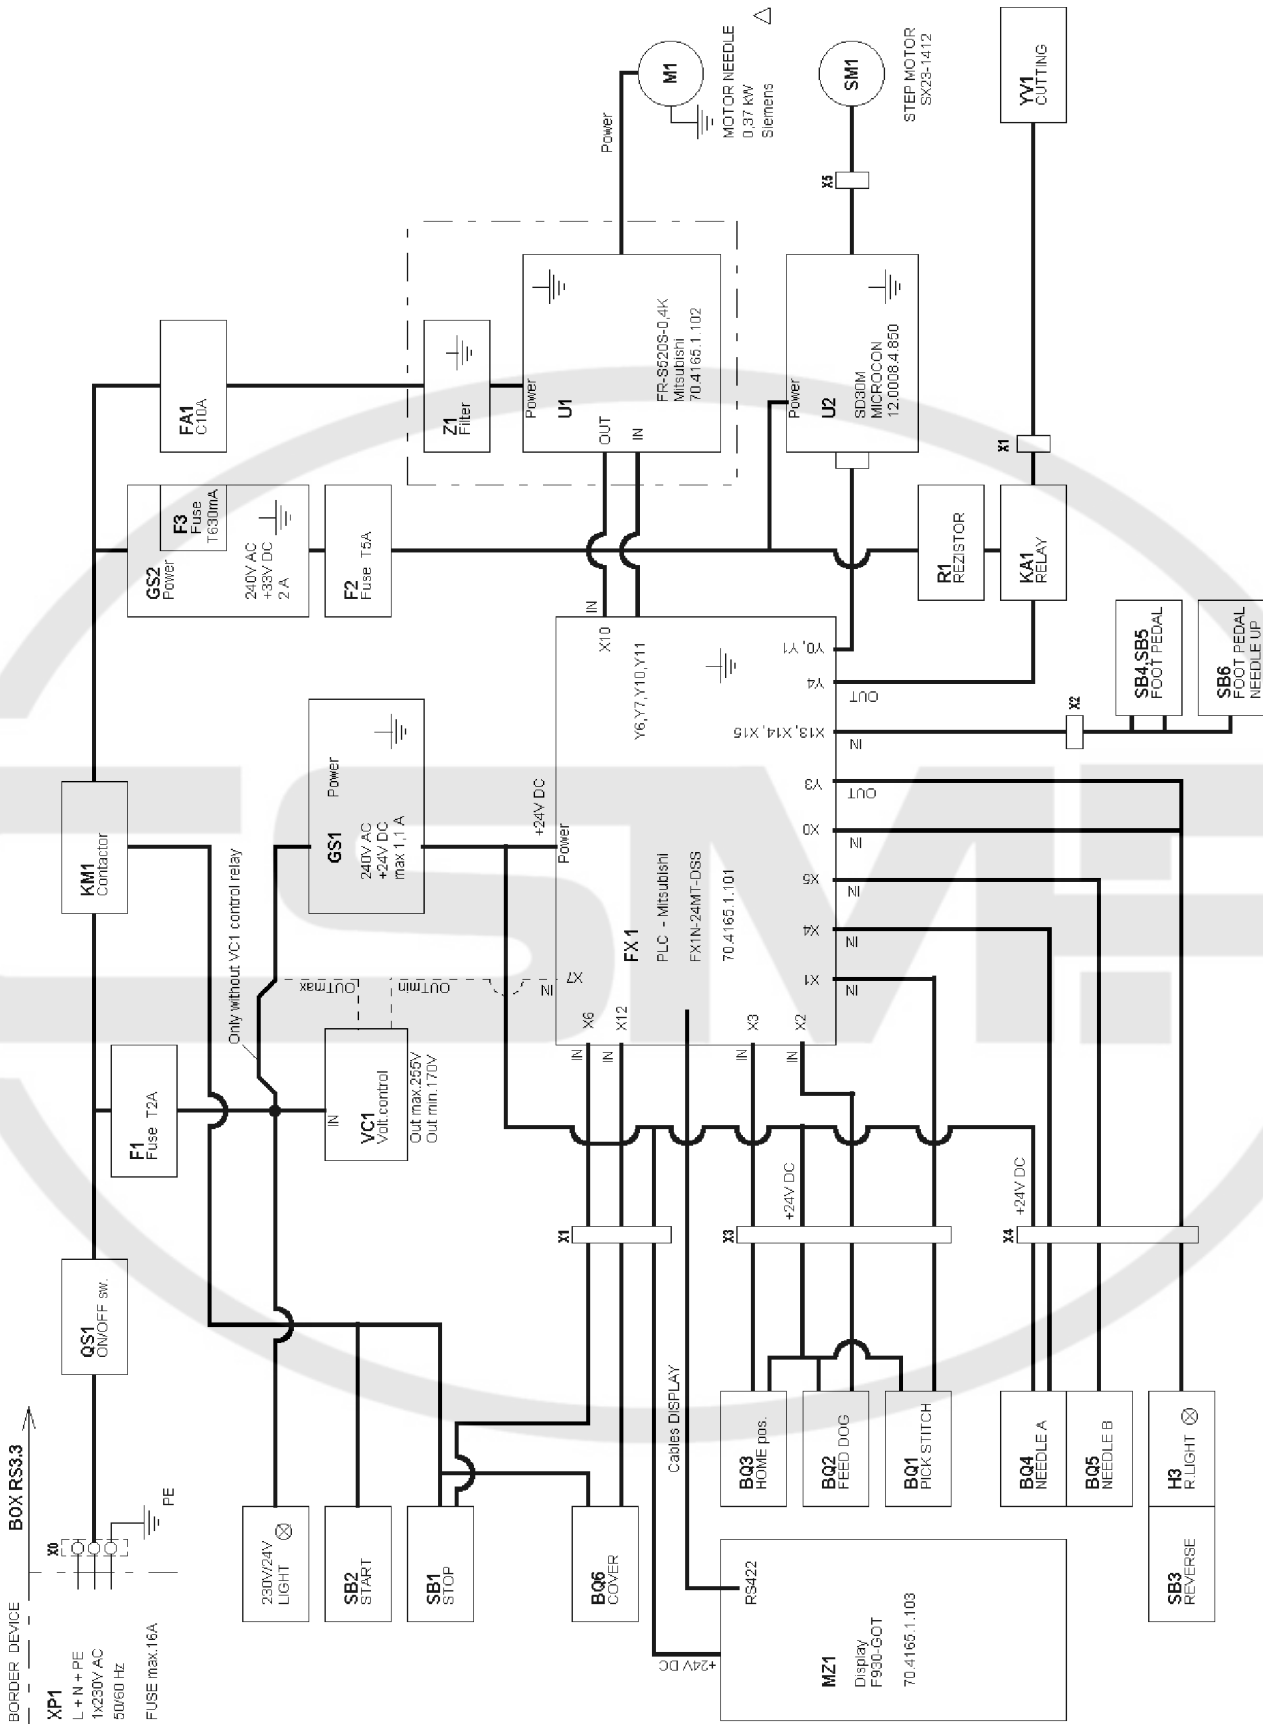 BORDER DEVICE
BOX RS3.3
XP1
L + N + PE
1x230V AC
50/60 Hz
FUSE max.16A
X0
PE
QS1
ON/OFF sw.
F1
Fuse T2A
KM1
Contactor
FA1
C10A
GS2
Power
F3
Fuse
T630mA
240V AC
+33V DC
2 A
F2
Fuse T5A
Z1
Filter
Power
U1
OUT
IN
FR-S520S-0,4K
Mitsubishi
70.4165.1.102
Power
M1
MOTOR NEEDLE
0,37 kW
Siemens
Power
U2
SD30M
MICROCON
12.0008.4.850
X5
SM1
STEP MOTOR
SX23-1412
R1
REZISTOR
KA1
RELAY
X1
YV1
CUTTING
Only without VC1 control relay
OUTmax
OUTmin
IN
VC1
Volt.control
Out max.255V
Out min.170V
GS1
Power
240V AC
+24V DC
max 1,1 A
+24V DC
Power
FX1
PLC - Mitsubishi
FX1N-24MT-DSS
70.4165.1.101
IN
X10
Y6,Y7,Y10,Y11
IN
X7
IN
X6
IN
X12
IN
X3
IN
X2
X1
IN
X4
IN
X5
IN
X0
IN
Y3
OUT
X13, X14, X15
IN
Y4
OUT
Y0, Y1
X2
SB4,SB5
FOOT PEDAL
SB6
FOOT PEDAL
NEEDLE UP
230V/24V
LIGHT
SB2
START
SB1
STOP
BQ6
COVER
X1
X3
X4
+24V DC
+24V DC
Cables DISPLAY
BQ3
HOME pos.
BQ2
FEED DOG
BQ1
PICK STITCH
BQ4
NEEDLE A
BQ5
NEEDLE B
H3
R.LIGHT
SB3
REVERSE
RS422
+24V DC
MZ1
Display
F930-GOT
70.4165.1.103